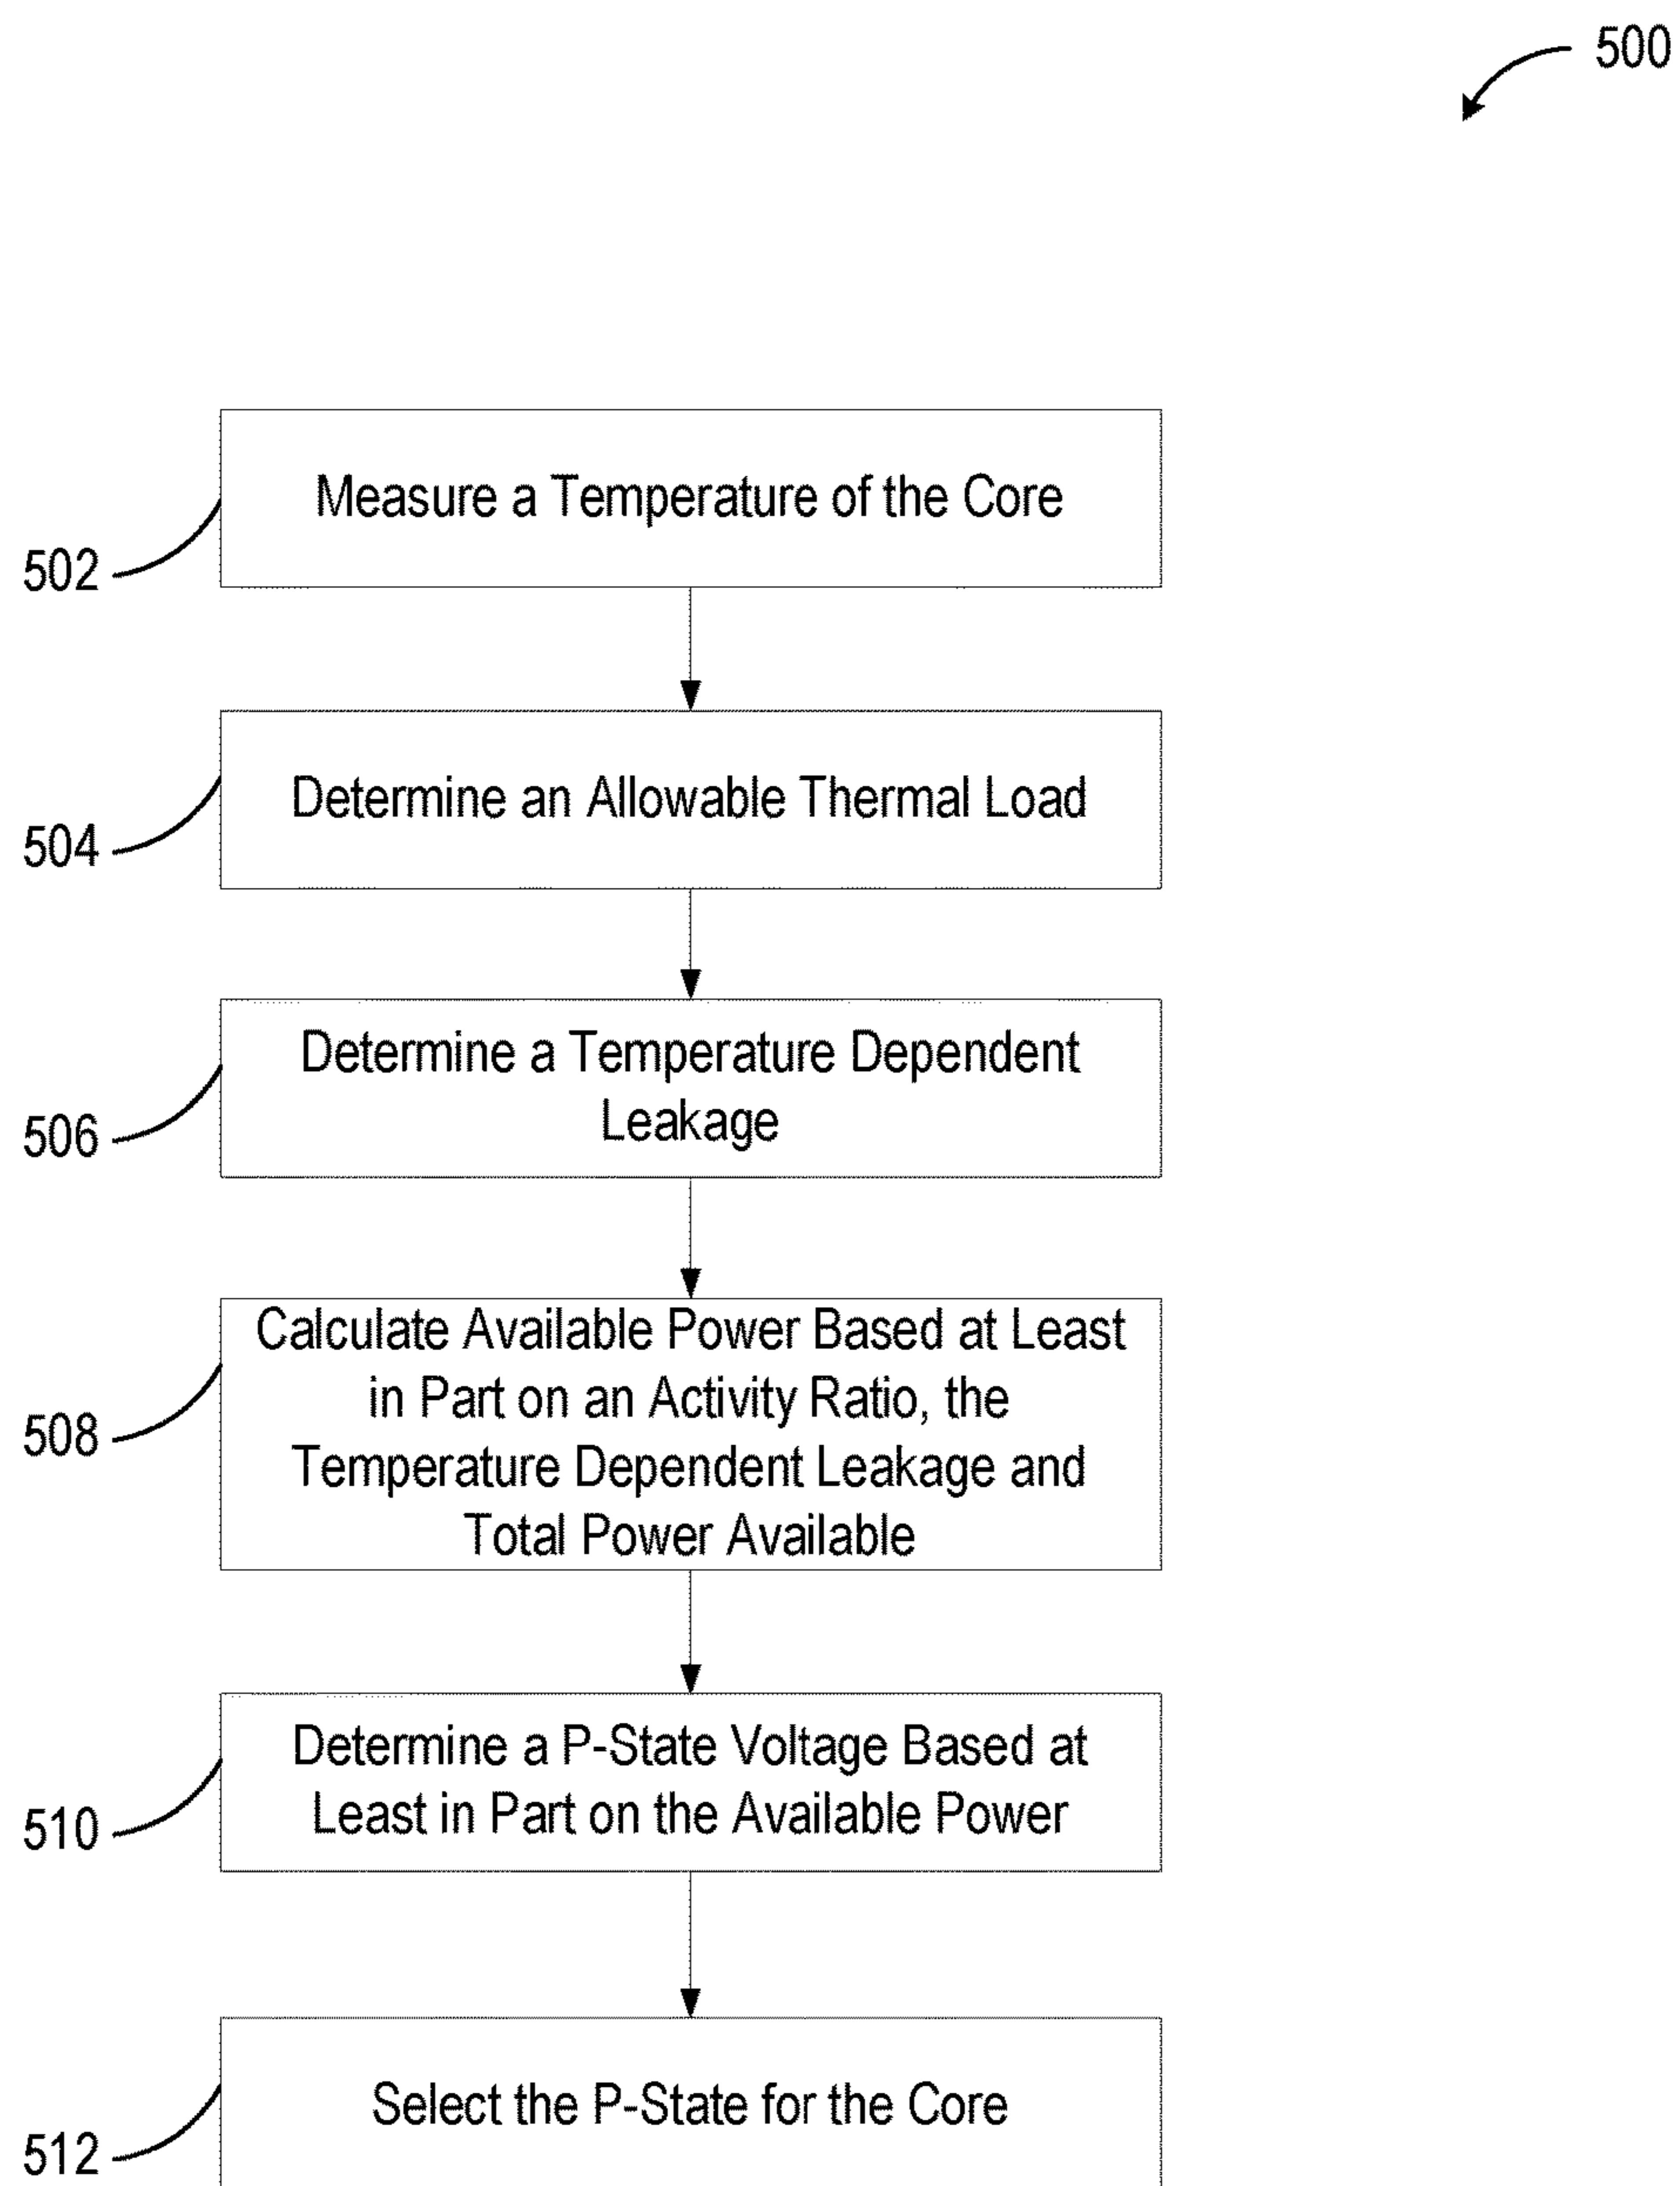 500
Measure a Temperature of the Core
502
Determine an Allowable Thermal Load
504
Determine a Temperature Dependent
Leakage
506
Calculate Available Power Based at Least
in Part on an Activity Ratio, the
Temperature Dependent Leakage and
Total Power Available
508
Determine a P-State Voltage Based at
Least in Part on the Available Power
510
Select the P-State for the Core
512